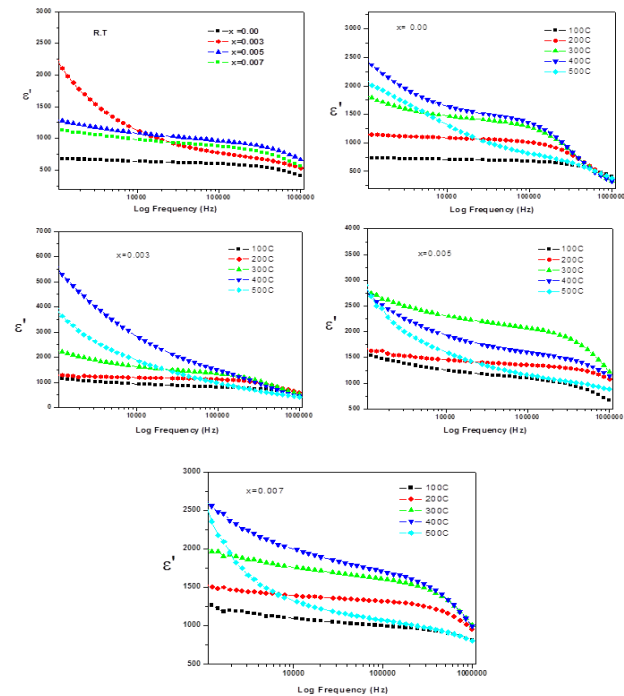 3000
2500
2000
1500
1000
500
R.T
x =0.00
x=0.003
x=0.005
x=0.007
10000
100000
1000000
Log Frequency (Hz)
3000
2500
2000
1500
1000
500
x= 0.00
100C
200C
300C
400C
500C
10000
100000
1000000
Log Frequency (Hz)
7000
6000
5000
4000
3000
2000
1000
0
x=0.003
100C
200C
300C
400C
500C
10000
100000
1000000
Log Frequency (Hz)
4000
3500
3000
2500
2000
1500
1000
500
x=0.005
100C
200C
300C
400C
500C
10000
100000
1000000
Log Frequency (Hz)
3000
2500
2000
1500
1000
500
x=0.007
100C
200C
300C
400C
500C
10000
100000
1000000
Log Frequency (Hz)